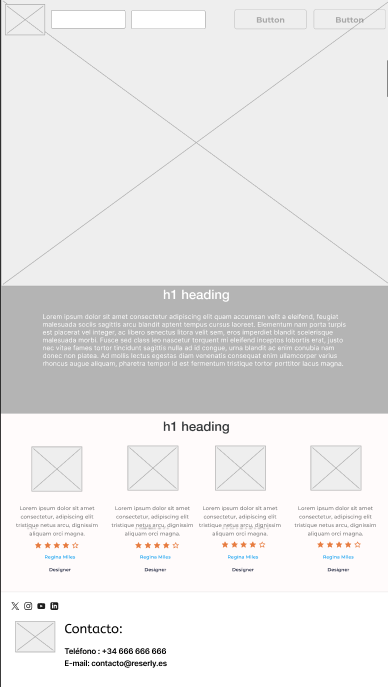 Button Button
h1 heading
Lorem ipsum dolor sit amet consectetur adipiscing elit quam accumsan velit a eleifend, feugiat
malesuada sociis sagittis arcu blandit aptent tempus cursus laoreet. Elementum nam porta turpis
est placerat vel integer, ac libero senectus litora velit sem, eros imperdiet blandit scelerisque
malesuada morbi. Fusce sed class leo nascetur torquent mi eleifend inceptos lobortis erat, justo
nec vitae fames tortor tincidunt sagittis nulla ad id congue, urna blandit ac enim conubia nam
donec non platea. Ad mollis lectus egestas diam venenatis consequat enim ullamcorper varius
augue aliquam, pharetra tempor id est fermentum tristique tortor porttitor lacus magna.
h1 heading
Lorem ipsum dolor sit amet
consectetur, adipiscing elit
tristique netus arcu, dignissim
aliquam orci magna.
Regina Miles
Designer
Lorem ipsum dolor sit amet
consectetur, adipiscing elit
tristique netus arcu, dignissim
aliquam orci magna.
Regina Miles
Designer
Lorem ipsum dolor sit amet
consectetur, adipiscing elit
tristique netus arcu, dignissim
aliquam orci magna.
Regina Miles
Designer
Lorem ipsum dolor sit amet
consectetur, adipiscing elit
tristique netus arcu, dignissim
aliquam orci magna.
Regina Miles
Designer
Contacto:
Teléfono : +34 666 666 666
E-mail: contacto@reserly.es